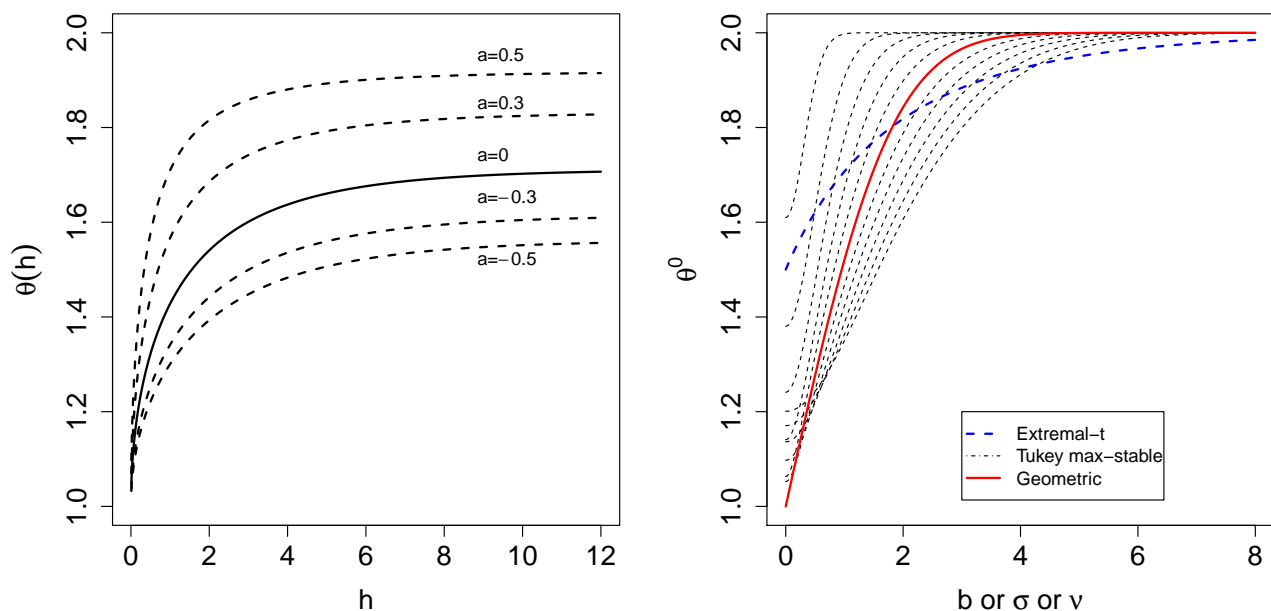 θ(h)
1.0 1.2 1.4 1.6 1.8 2.0
a=0.5
a=0.3
a=0
a=−0.3
a=−0.5
0 2 4 6 8 10 12
h
θ⁰
1.0 1.2 1.4 1.6 1.8 2.0
Extremal−t
Tukey max−stable
Geometric
0 2 4 6 8
b or σ or ν